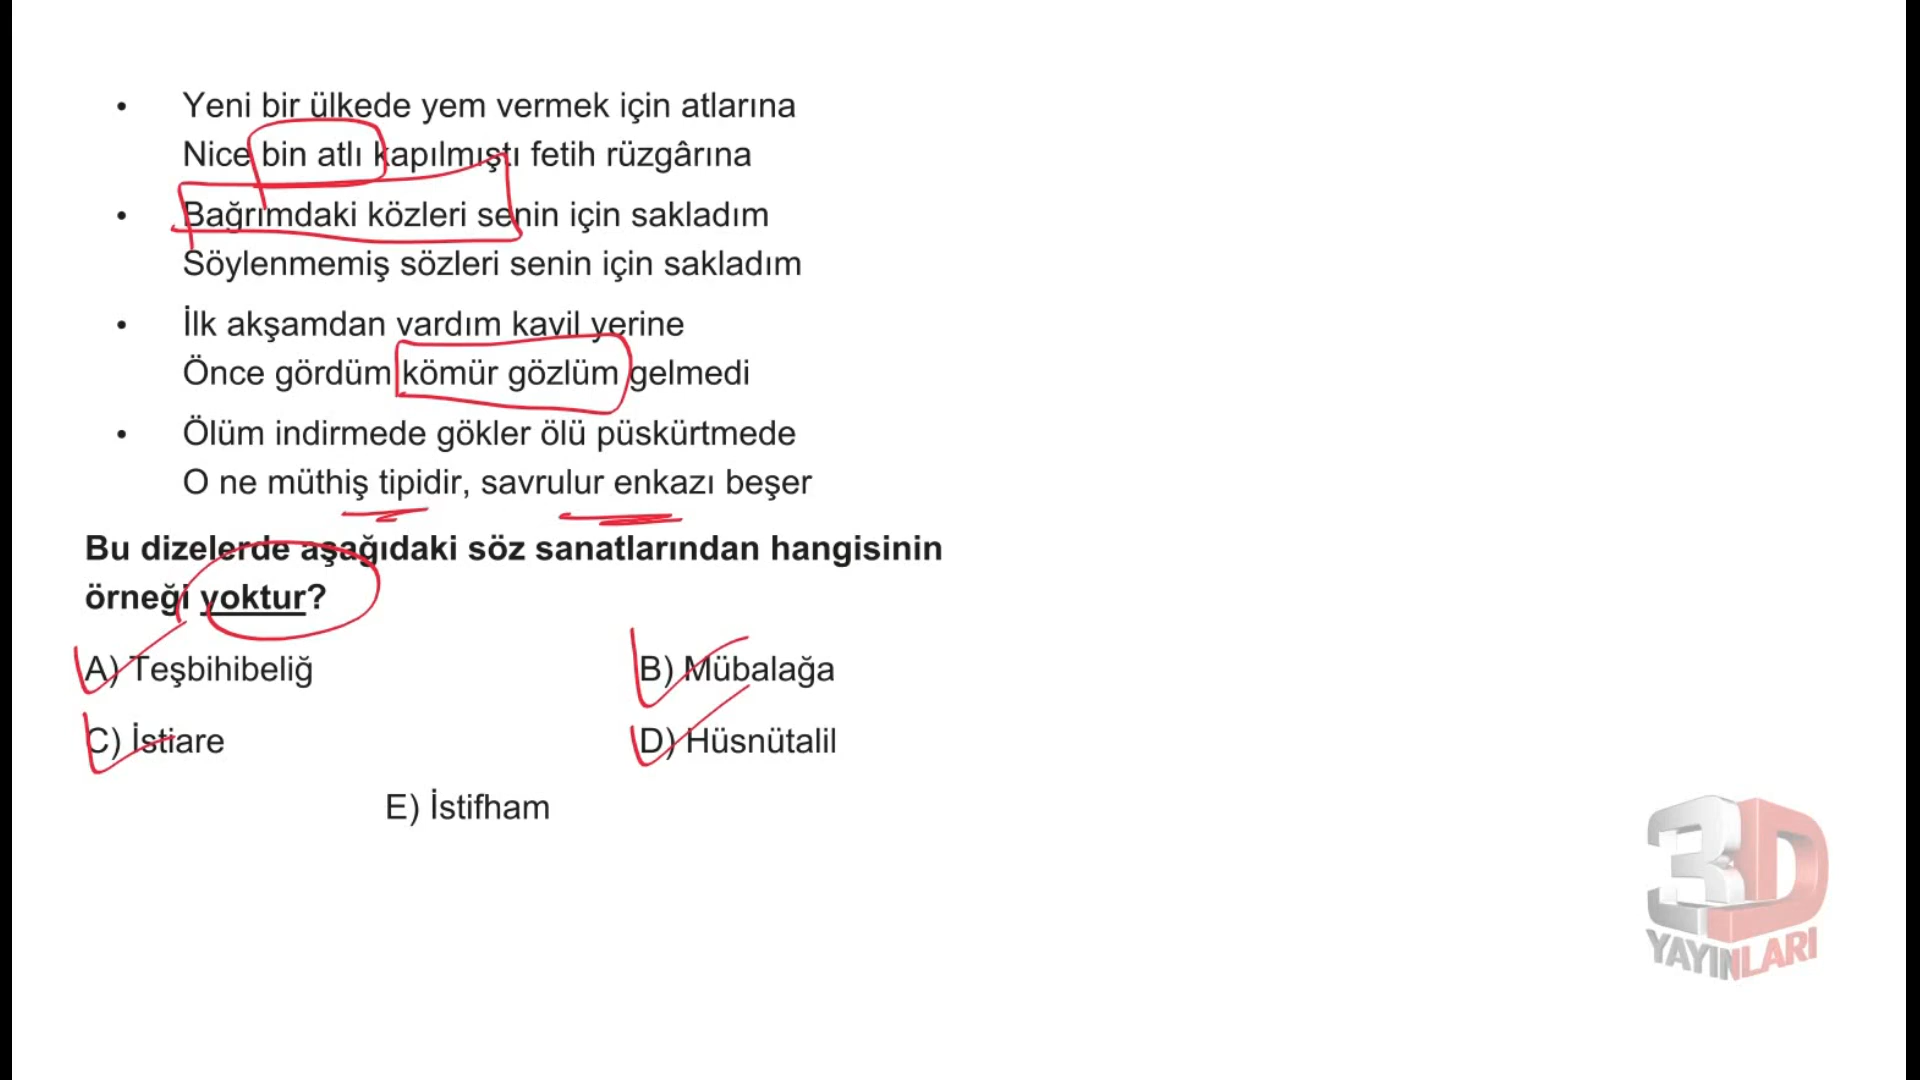 • Yeni bir ülkede yem vermek için atlarına
Nice bin atlı kapılmıştı fetih rüzgârına
• Bağrımdaki közleri senin için sakladım
Söylenmemiş sözleri senin için sakladım
• İlk akşamdan vardım kavil yerine
Önce gördüm kömür gözlüm gelmedi
• Ölüm indirmede gökler ölü püskürtmede
O ne müthiş tipidir, savrulur enkazı beşer
Bu dizelerde aşağıdaki söz sanatlarından hangisinin
örneği yoktur?
A) Teşbihibeliğ
B) Mübalağa
C) İstiare
D) Hüsnütalil
E) İstifham
3D
YAYINLARI